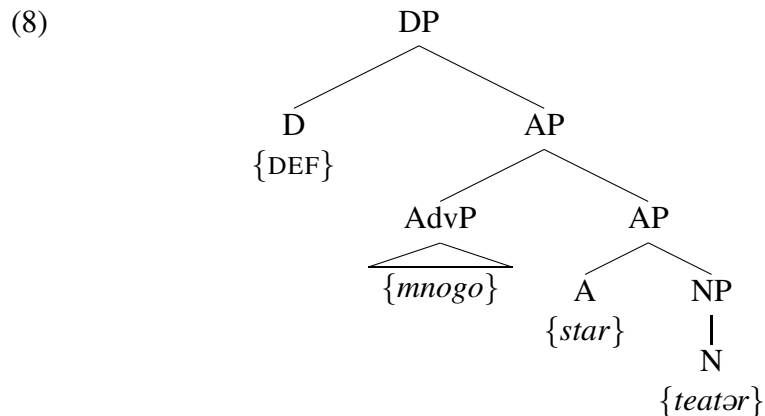 (8) DP
D AP
{DEF}
AdvP AP
{mnogo} A NP
{star}
N
{teatər}